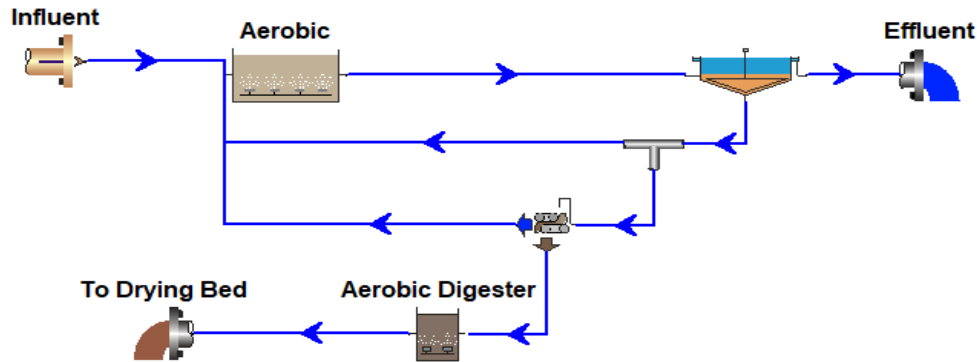 Influent
Aerobic
Effluent
To Drying Bed
Aerobic Digester